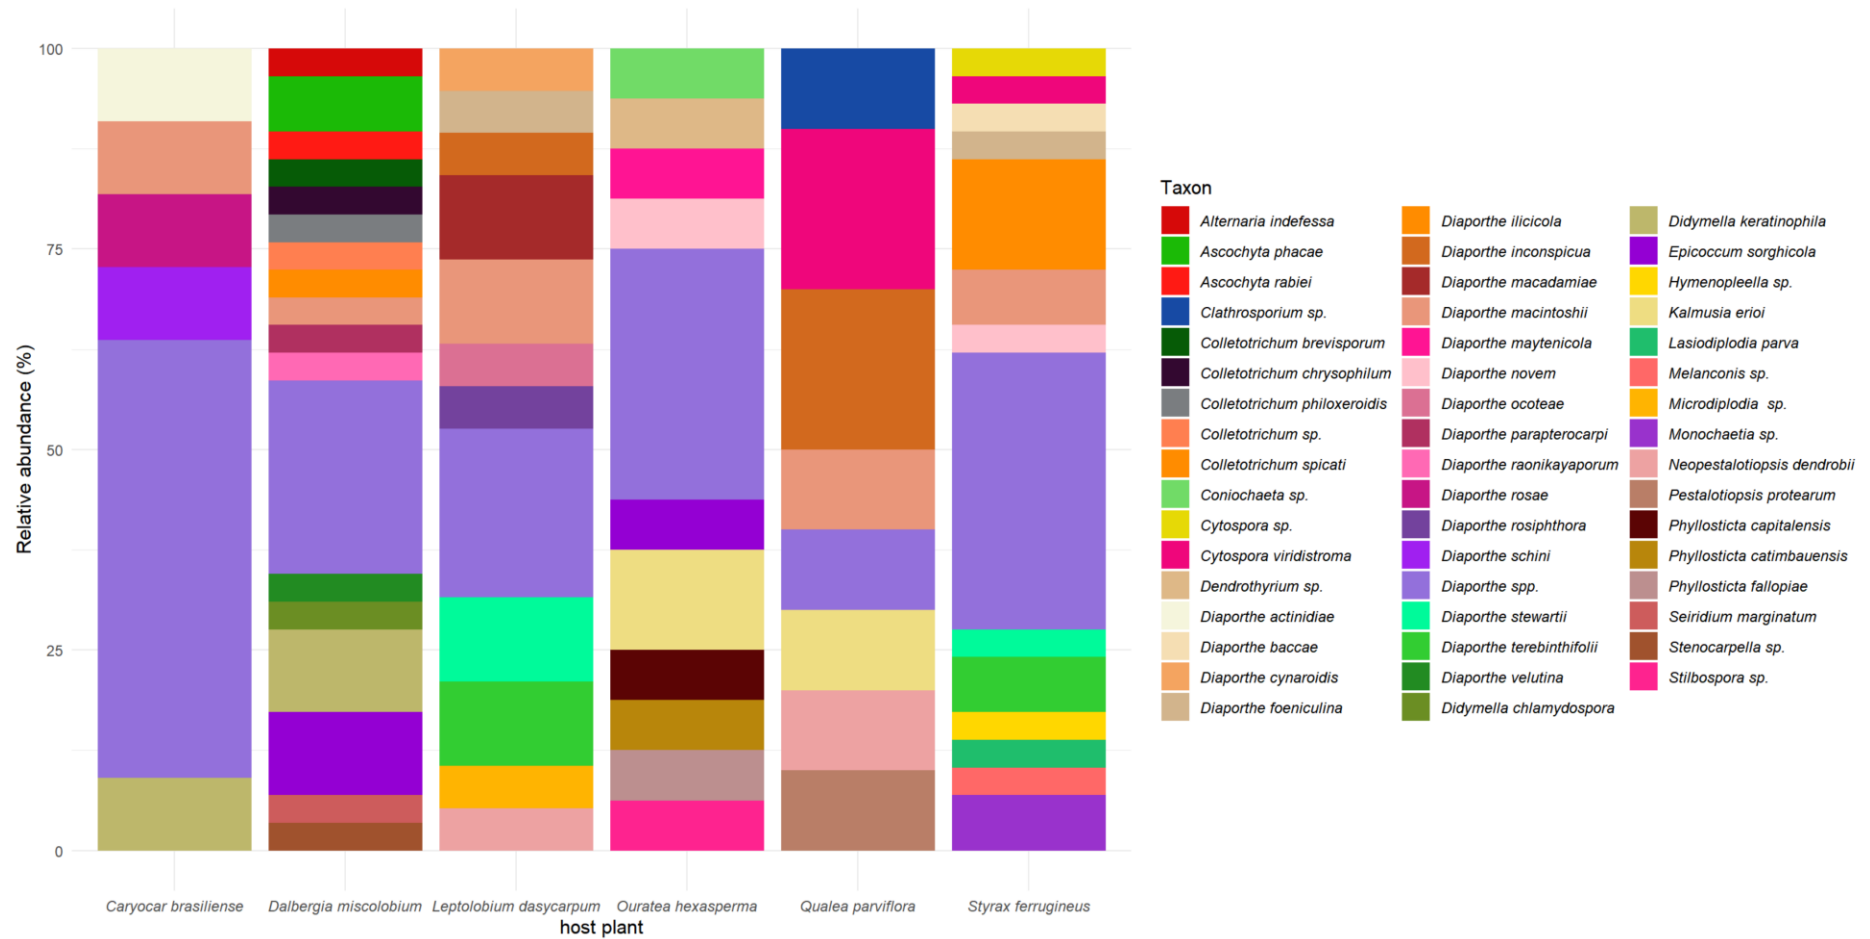 100
75
50
25
0
Relative abundance (%)
Caryocar brasiliense
Dalbergia miscolobium
Leptolobium dasycarpum
Ouratea hexasperma
Qualea parviflora
Styrax ferrugineus
host plant
Taxon
Alternaria indefessa
Ascochyta phacae
Ascochyta rabiei
Clathrosporium sp.
Colletotrichum brevisporum
Colletotrichum chrysophilum
Colletotrichum philoxeroidis
Colletotrichum sp.
Colletotrichum spicati
Coniochaeta sp.
Cytospora sp.
Cytospora viridistroma
Dendrothyrium sp.
Diaporthe actinidiae
Diaporthe baccae
Diaporthe cynaroidis
Diaporthe foeniculina
Diaporthe ilicicola
Diaporthe inconspicua
Diaporthe macadamiae
Diaporthe macintoshii
Diaporthe maytenicola
Diaporthe novem
Diaporthe ocoteae
Diaporthe parapterocarpi
Diaporthe raonikayaporum
Diaporthe rosae
Diaporthe rosiphthora
Diaporthe schini
Diaporthe spp.
Diaporthe stewartii
Diaporthe terebinthifolii
Diaporthe velutina
Didymella chlamydospora
Didymella keratinophila
Epicoccum sorghicola
Hymenopleella sp.
Kalmusia erioi
Lasiodiplodia parva
Melanconis sp.
Microdiplodia  sp.
Monochaetia sp.
Neopestalotiopsis dendrobii
Pestalotiopsis protearum
Phyllosticta capitalensis
Phyllosticta catimbauensis
Phyllosticta fallopiae
Seiridium marginatum
Stenocarpella sp.
Stilbospora sp.